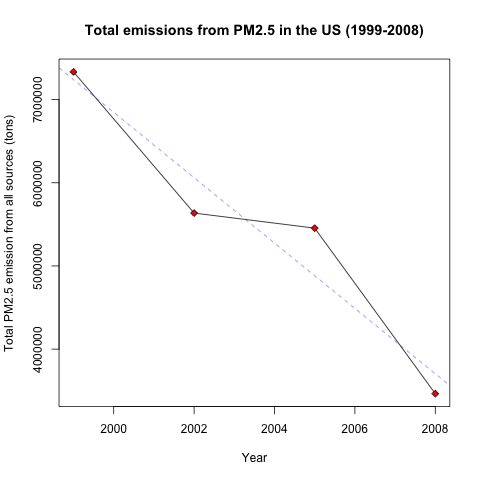 Total emissions from PM2.5 in the US (1999-2008)
Total PM2.5 emission from all sources (tons)
7000000
6000000
5000000
4000000
2000 2002 2004 2006 2008
Year